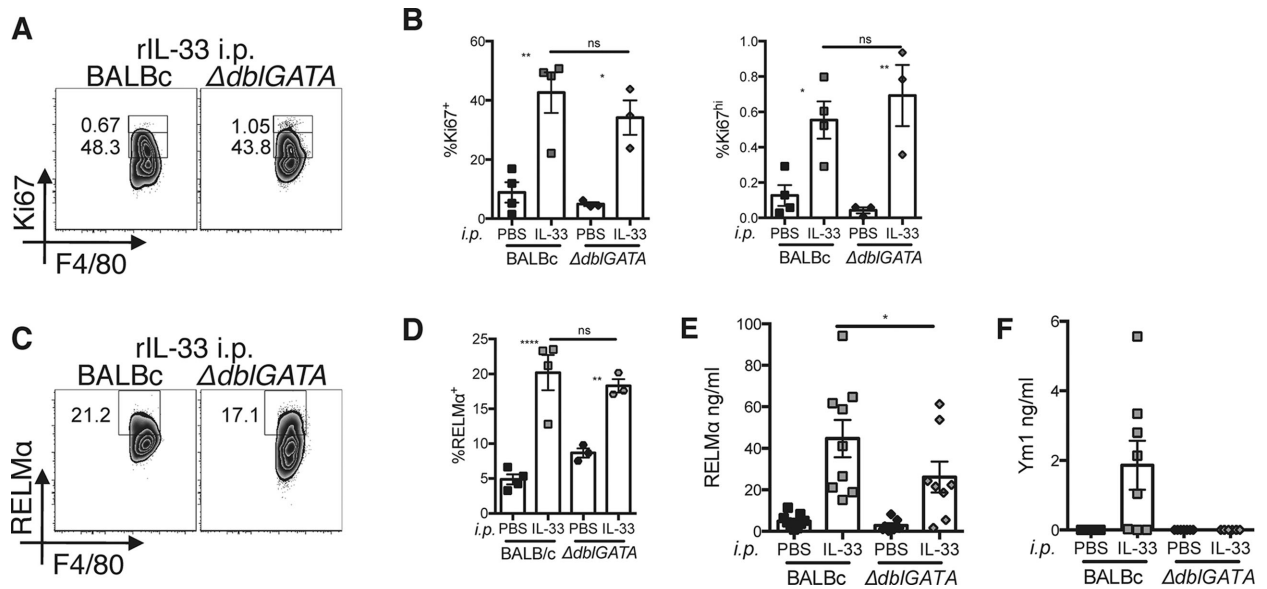 A
rIL-33 i.p.
BALBc ΔdblGATA
0.67
48.3
1.05
43.8
Ki67
F4/80
B
%Ki67+
60
40
20
0
ns
**
*
i.p. PBS IL-33 PBS IL-33
BALBc ΔdblGATA
%Ki67hi
1.0
0.8
0.6
0.4
0.2
0.0
ns
*
**
i.p. PBS IL-33 PBS IL-33
BALBc ΔdblGATA
C
rIL-33 i.p.
BALBc ΔdblGATA
21.2
17.1
RELMα
F4/80
D
%RELMα+
25
20
15
10
5
0
ns
****
**
i.p. PBS IL-33 PBS IL-33
BALB/c ΔdblGATA
E
RELMα ng/ml
100
80
60
40
20
0
*
i.p. PBS IL-33 PBS IL-33
BALBc ΔdblGATA
F
Ym1 ng/ml
6
4
2
0
i.p. PBS IL-33 PBS IL-33
BALBc ΔdblGATA